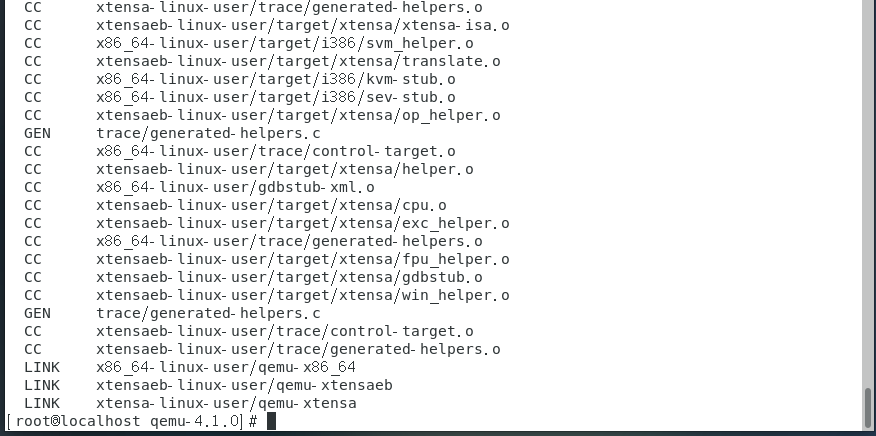 CC xtensa-linux-user/trace/generated-helpers.o
CC xtensaeb-linux-user/target/xtensa/xtensa-isa.o
CC x86_64-linux-user/target/i386/svm_helper.o
CC xtensaeb-linux-user/target/xtensa/translate.o
CC x86_64-linux-user/target/i386/kvm-stub.o
CC x86_64-linux-user/target/i386/sev-stub.o
CC xtensaeb-linux-user/target/xtensa/op_helper.o
GEN trace/generated-helpers.c
CC x86_64-linux-user/trace/control-target.o
CC xtensaeb-linux-user/target/xtensa/helper.o
CC x86_64-linux-user/gdbstub-xml.o
CC xtensaeb-linux-user/target/xtensa/cpu.o
CC xtensaeb-linux-user/target/xtensa/exc_helper.o
CC x86_64-linux-user/trace/generated-helpers.o
CC xtensaeb-linux-user/target/xtensa/fpu_helper.o
CC xtensaeb-linux-user/target/xtensa/gdbstub.o
CC xtensaeb-linux-user/target/xtensa/win_helper.o
GEN trace/generated-helpers.c
CC xtensaeb-linux-user/trace/control-target.o
CC xtensaeb-linux-user/trace/generated-helpers.o
LINK x86_64-linux-user/qemu-x86_64
LINK xtensaeb-linux-user/qemu-xtensaeb
LINK xtensa-linux-user/qemu-xtensa
[root@localhost qemu-4.1.0]#